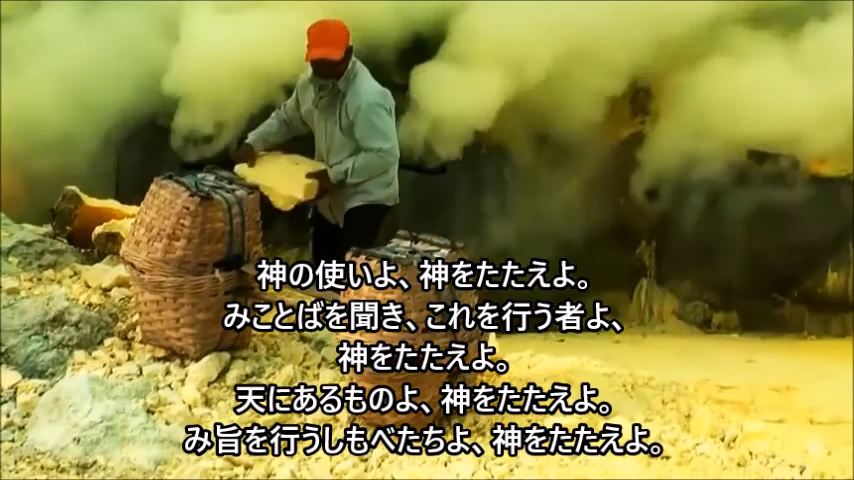 神の使いよ、神をたたえよ。
みことばを聞き、これを行う者よ、
神をたたえよ。
天にあるものよ、神をたたえよ。
み旨を行うしもべたちよ、神をたたえよ。